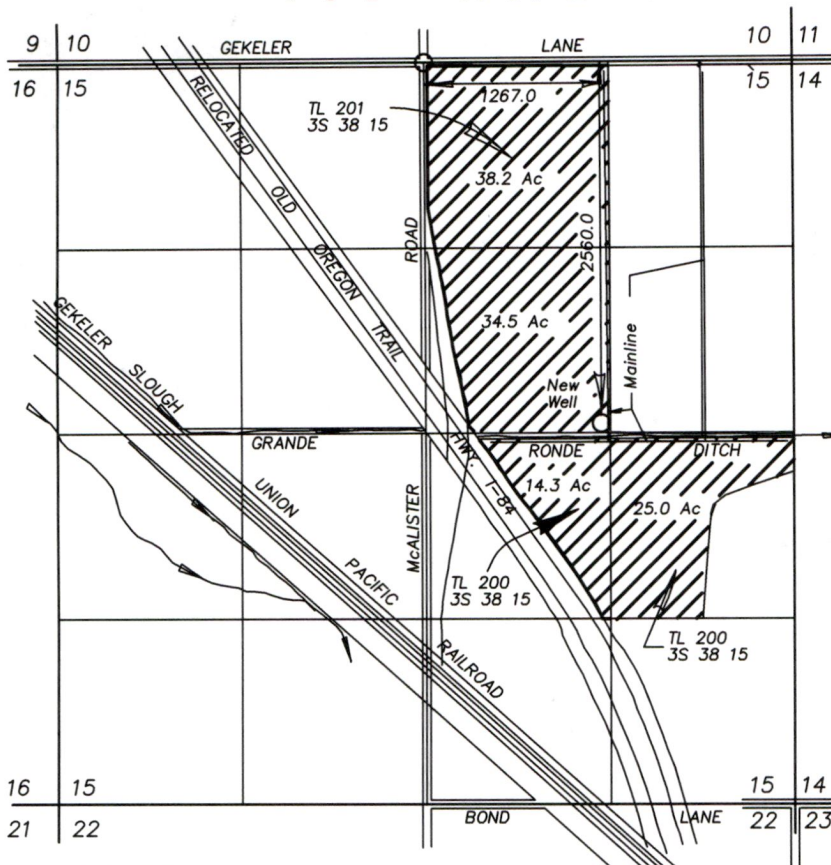 9 10
GEKELER
LANE
10 11
16 15
15 14
1267.0
TL 201
3S 38 15
38.2 Ac
RELOCATED OLD OREGON TRAIL
ROAD
2560.0
34.5 Ac
Mainline
New
Well
GEKELER
SLOUGH
GRANDE
HWY. I-84
RONDE
DITCH
14.3 Ac
25.0 Ac
UNION
PACIFIC
RAILROAD
McALISTER
TL 200
3S 38 15
TL 200
3S 38 15
16 15
15 14
21 22
BOND
LANE
22 23